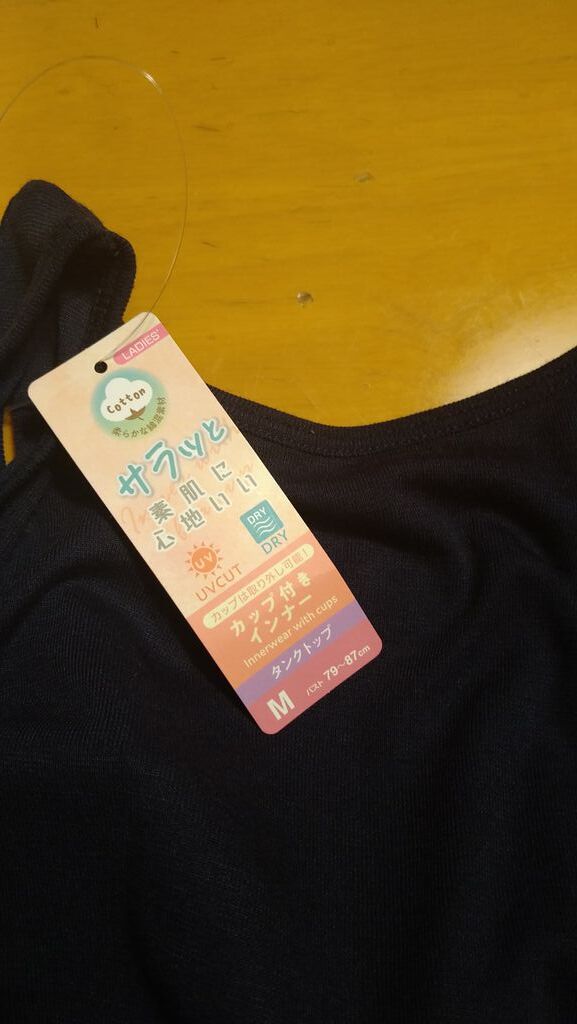 LADIES'
Cotton
柔らかな綿混素材
サラッと
素肌に
心地いい
UV
UVCUT
DRY
DRY
カップは取り外し可能!
カップ付き
インナー
Innerwear with cups
タンクトップ
M バスト 79~87cm